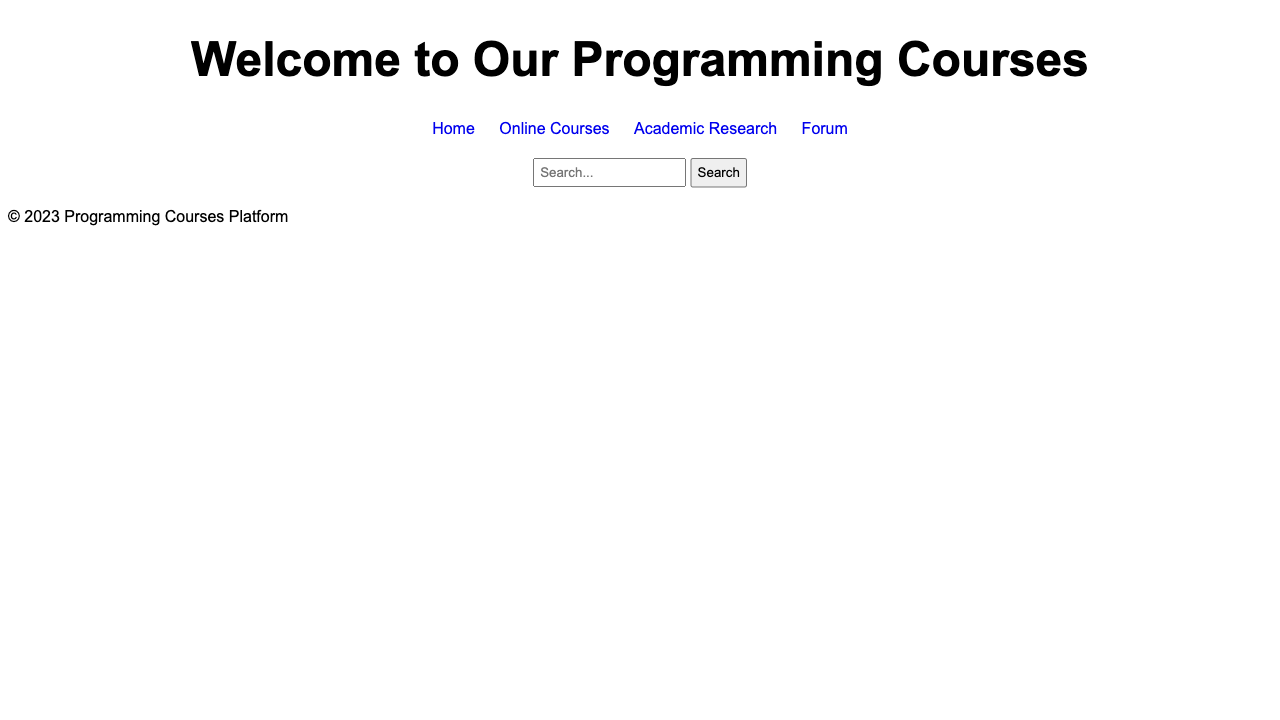 Welcome to Our Programming Courses
Home Online Courses Academic Research Forum
Search... Search
© 2023 Programming Courses Platform